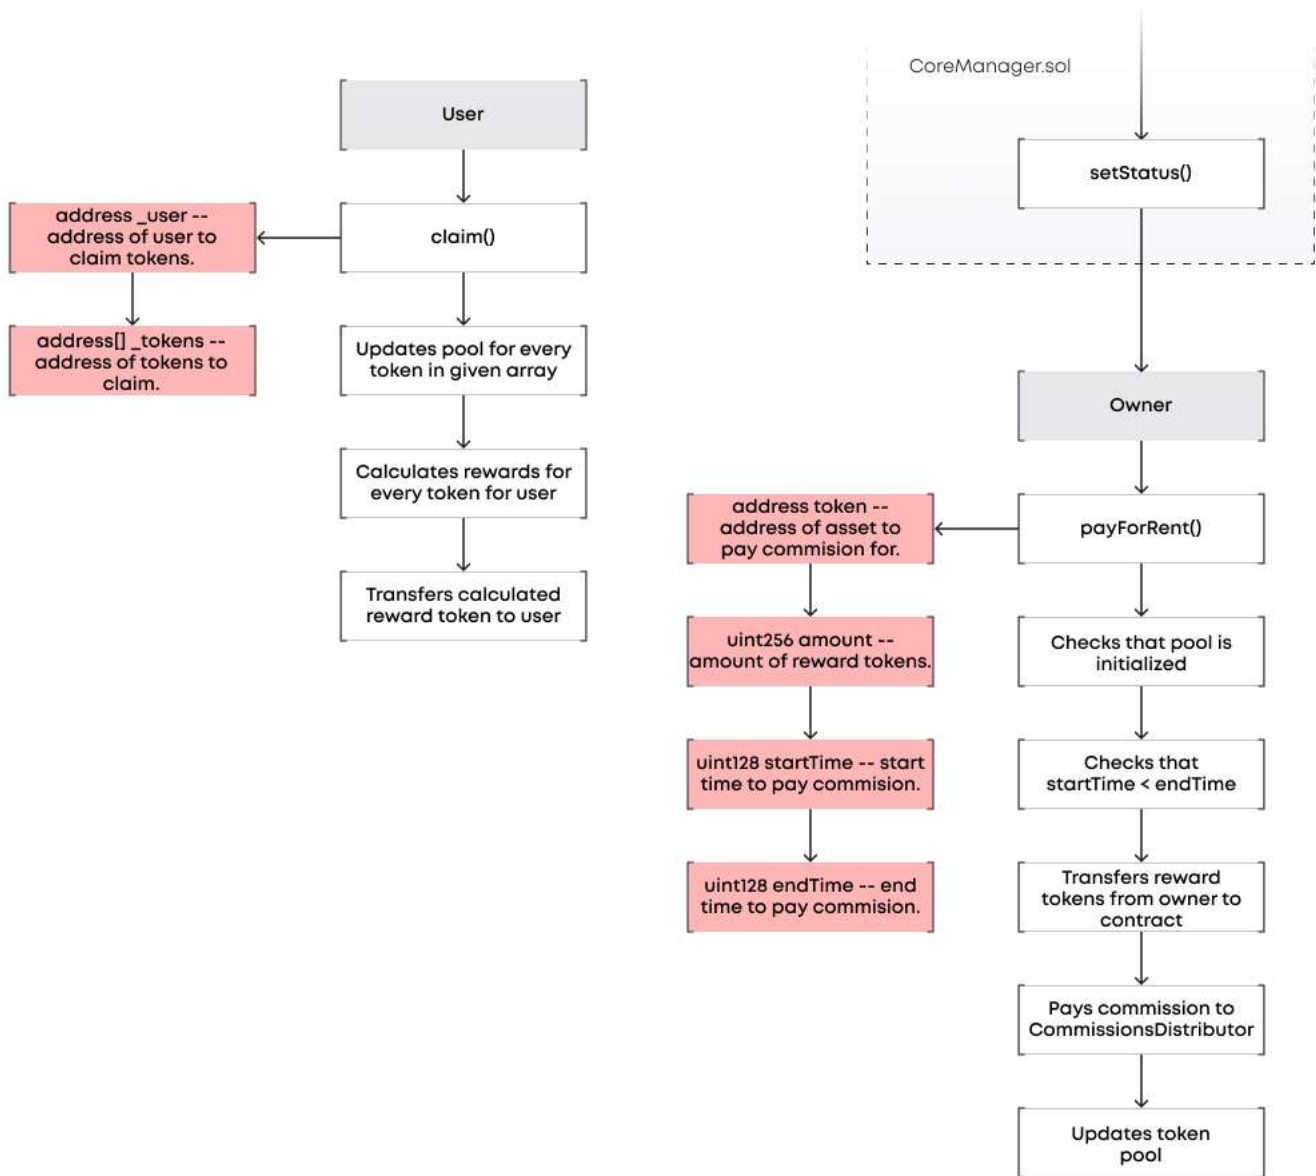 User
address _user --
address of user to
claim tokens.
claim()
address[] _tokens --
address of tokens to
claim.
Updates pool for every
token in given array
Calculates rewards for
every token for user
Transfers calculated
reward token to user
CoreManager.sol
setStatus()
Owner
address token --
address of asset to
pay commision for.
payForRent()
uint256 amount --
amount of reward tokens.
Checks that pool is
initialized
uint128 startTime -- start
time to pay commision.
Checks that
startTime < endTime
uint128 endTime -- end
time to pay commision.
Transfers reward
tokens from owner to
contract
Pays commission to
CommissionsDistributor
Updates token
pool